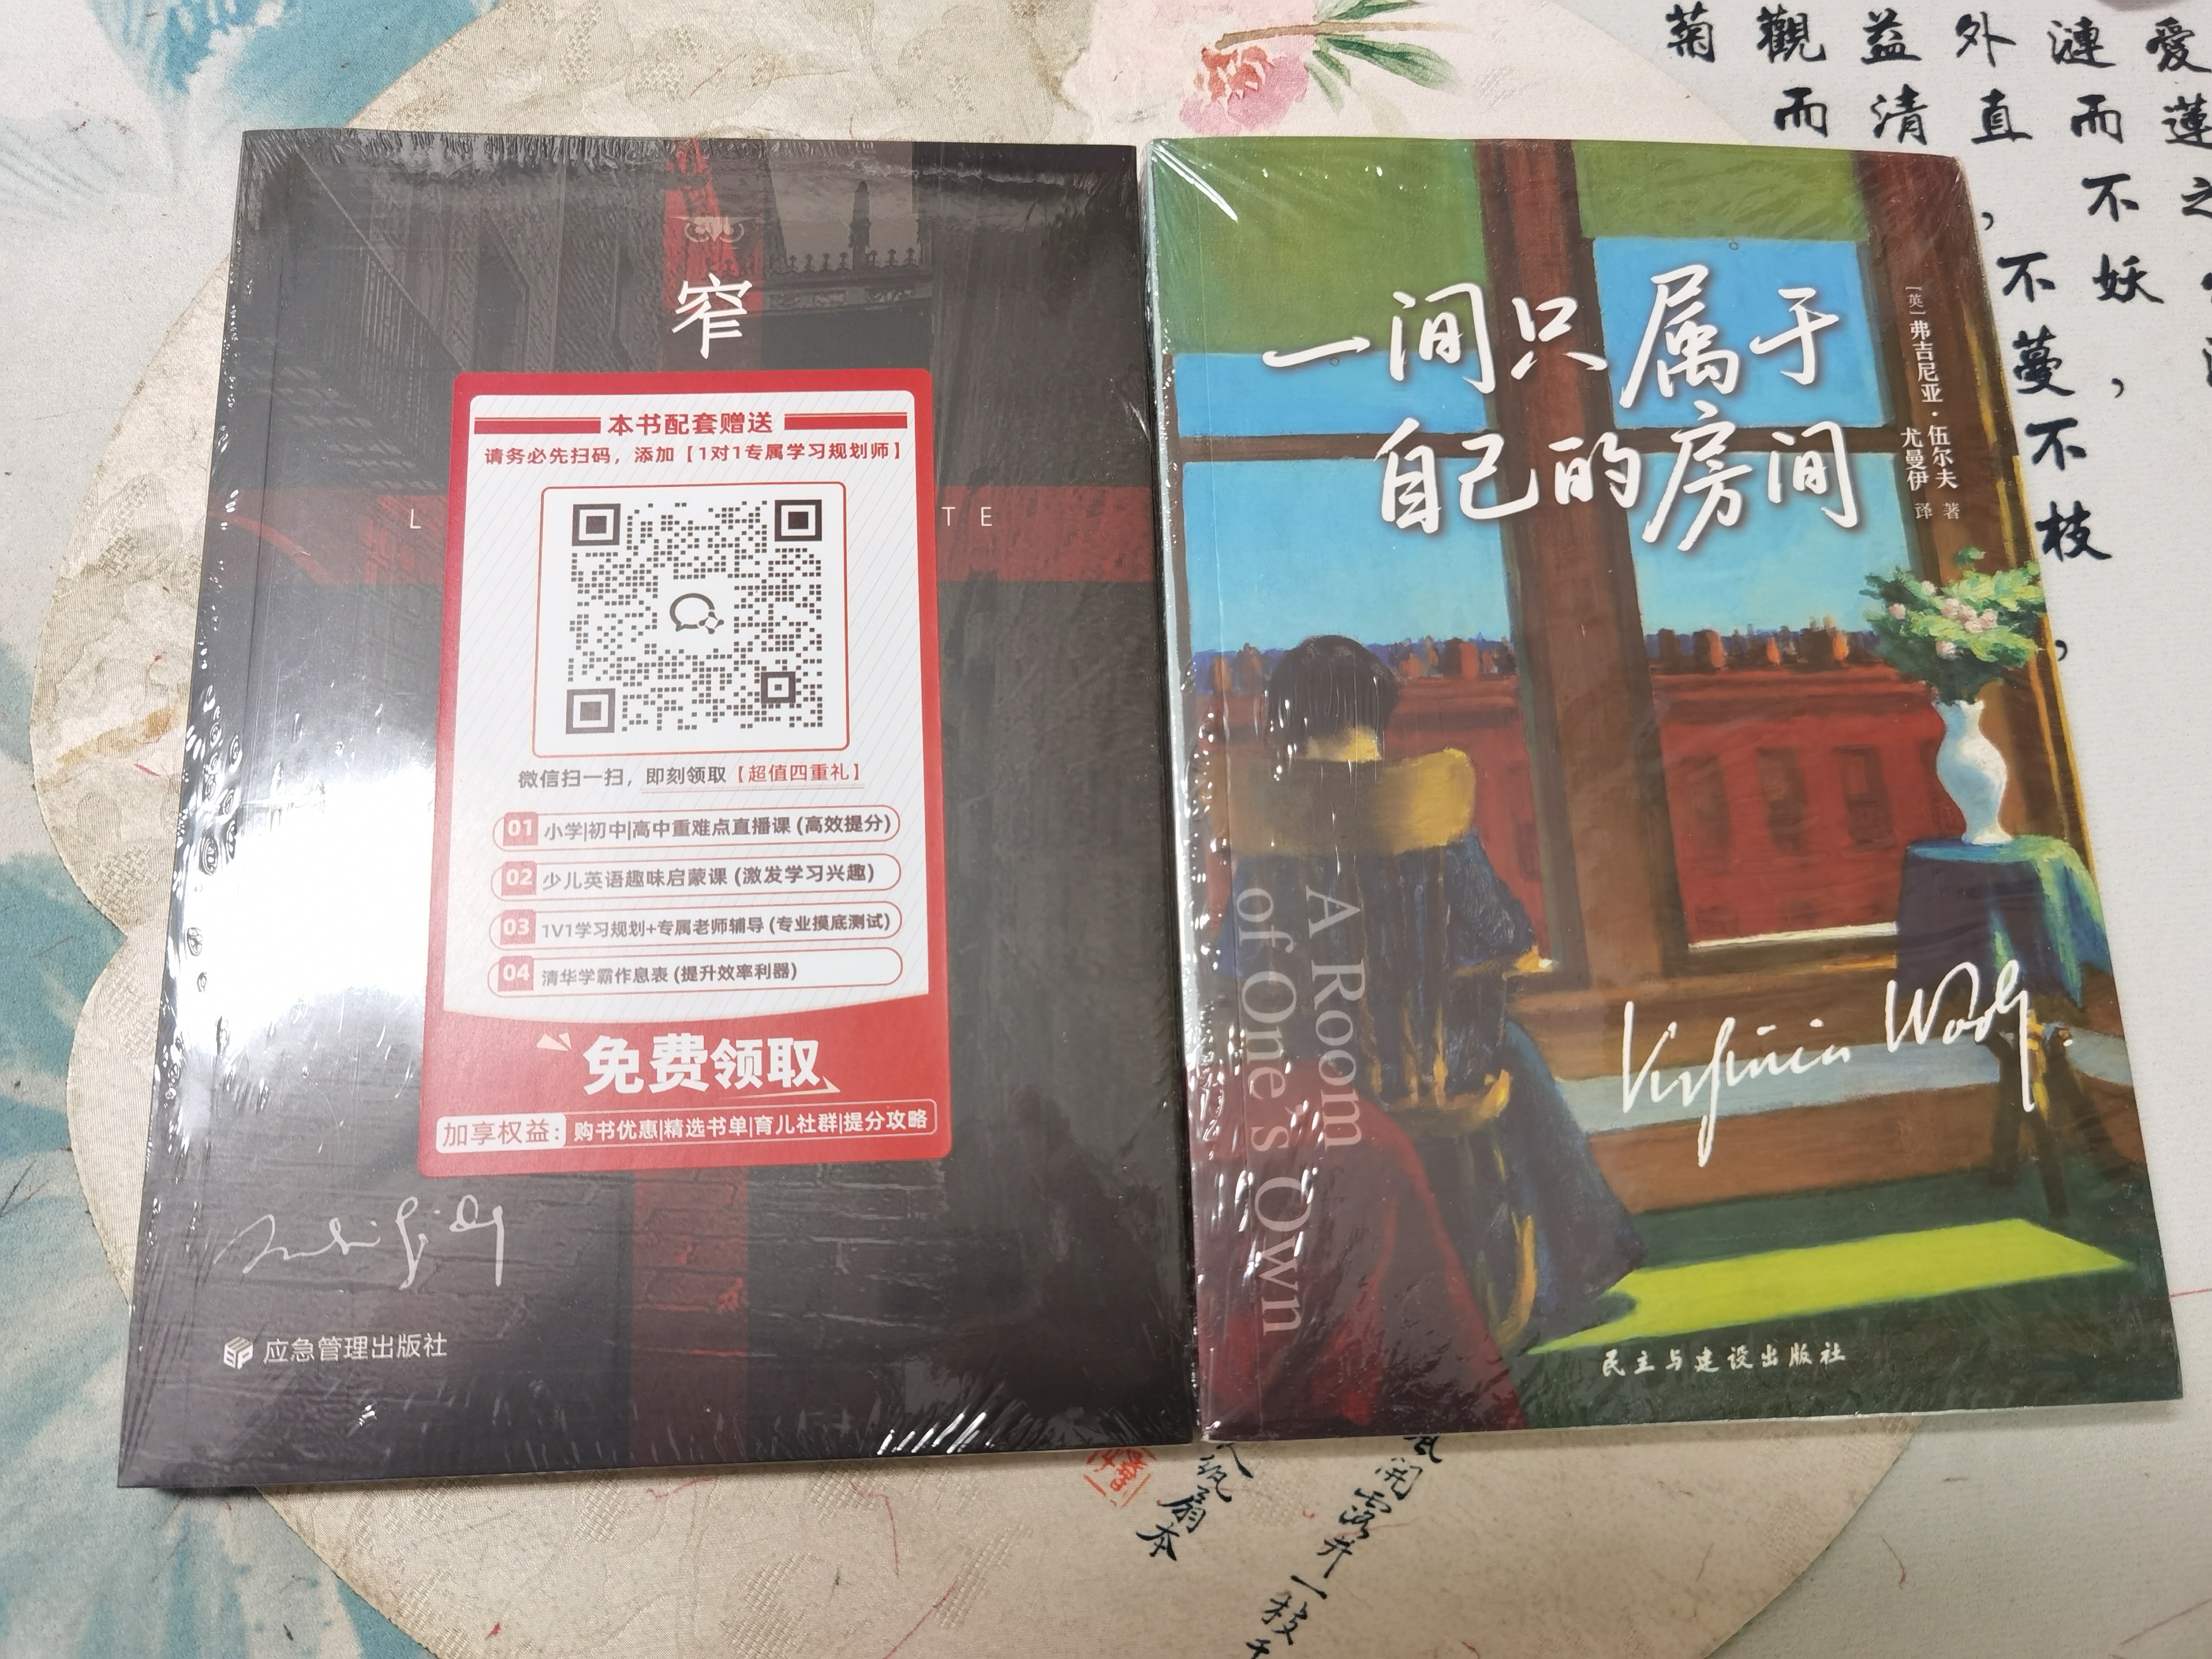 窄
L
TE
本书配套赠送
请务必先扫码，添加【1对1专属学习规划师】
微信扫一扫，即刻领取【超值四重礼】
01 小学|初中|高中重难点直播课 (高效提分)
02 少儿英语趣味启蒙课 (激发学习兴趣)
03 1V1学习规划+专属老师辅导 (专业摸底测试)
04 清华学霸作息表 (提升效率利器)
免费领取
加享权益: 购书优惠|精选书单|育儿社群|提分攻略
应急管理出版社
一间只属于
自己的房间
[英] 弗吉尼亚·伍尔夫 著
尤曼伊 译
A Room
of One's Own
Virginia Woolf
民主与建设出版社
愛蓮之
漣而不妖，
外直，不蔓不枝，
益清
觀而
菊
開露井一枝